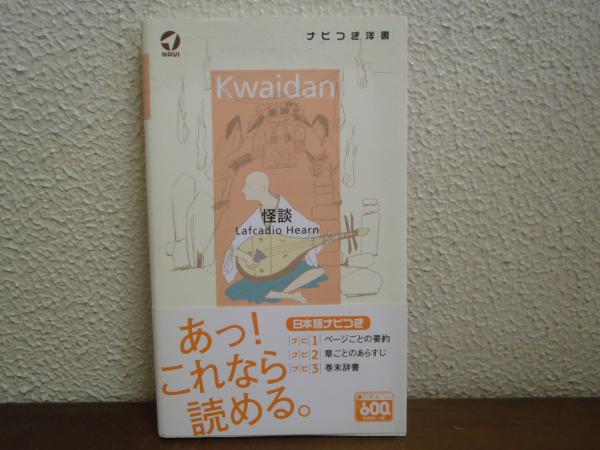 NAVI
ナビつき洋書
Kwaidan
怪談
Lafcadio Hearn
あっ!
これなら
読める。
日本語ナビつき
ナビ 1 ページごとの要約
ナビ 2 章ごとのあらすじ
ナビ 3 巻末辞書
600